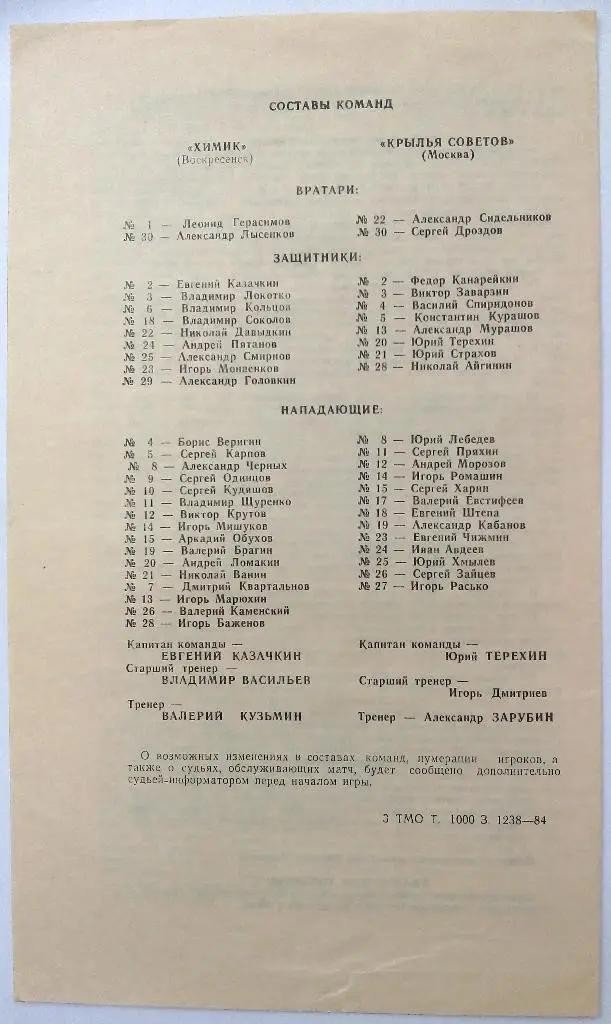 СОСТАВЫ КОМАНД
«ХИМИК»
(Воскресенск)
«КРЫЛЬЯ СОВЕТОВ»
(Москва)
ВРАТАРИ:
№ 1 — Леонид Герасимов
№ 30 — Александр Лысенков
№ 22 — Александр Сидельников
№ 30 — Сергей Дроздов
ЗАЩИТНИКИ:
№ 2 — Евгений Казачкин
№ 3 — Владимир Локотко
№ 6 — Владимир Кольцов
№ 18 — Владимир Соколов
№ 22 — Николай Давыдкин
№ 24 — Андрей Пятанов
№ 25 — Александр Смирнов
№ 23 — Игорь Монаенков
№ 29 — Александр Головкин
№ 2 — Федор Канарейкин
№ 3 — Виктор Заварзин
№ 4 — Василий Спиридонов
№ 5 — Константин Курашов
№ 13 — Александр Мурашов
№ 20 — Юрий Терехин
№ 21 — Юрий Страхов
№ 28 — Николай Айгинин
НАПАДАЮЩИЕ:
№ 4 — Борис Веригин
№ 5 — Сергей Карпов
№ 8 — Александр Черных
№ 9 — Сергей Одинцов
№ 10 — Сергей Кудяшов
№ 11 — Владимир Щуренко
№ 12 — Виктор Крутов
№ 14 — Игорь Мишуков
№ 15 — Аркадий Обухов
№ 19 — Валерий Брагин
№ 20 — Андрей Ломакин
№ 21 — Николай Ванин
№ 7 — Дмитрий Квартальнов
№ 13 — Игорь Марюхин
№ 26 — Валерий Каменский
№ 28 — Игорь Баженов
№ 8 — Юрий Лебедев
№ 11 — Сергей Пряхин
№ 12 — Андрей Морозов
№ 14 — Игорь Ромашин
№ 15 — Сергей Харин
№ 17 — Валерий Евстифеев
№ 18 — Евгений Штепа
№ 19 — Александр Кабанов
№ 23 — Евгений Чижмин
№ 24 — Иван Авдеев
№ 25 — Юрий Хмылев
№ 26 — Сергей Зайцев
№ 27 — Игорь Расько
Капитан команды —
ЕВГЕНИЙ КАЗАЧКИН
Старший тренер —
ВЛАДИМИР ВАСИЛЬЕВ
Тренер —
ВАЛЕРИЙ КУЗЬМИН
Капитан команды —
Юрий ТЕРЕХИН
Старший тренер —
Игорь Дмитриев
Тренер — Александр ЗАРУБИН
О возможных изменениях в составах команд, нумерации игроков, а
также о судьях, обслуживающих матч, будет сообщено дополнительно
судьей-информатором перед началом игры.
3 ТМО Т. 1000 З. 1238—84